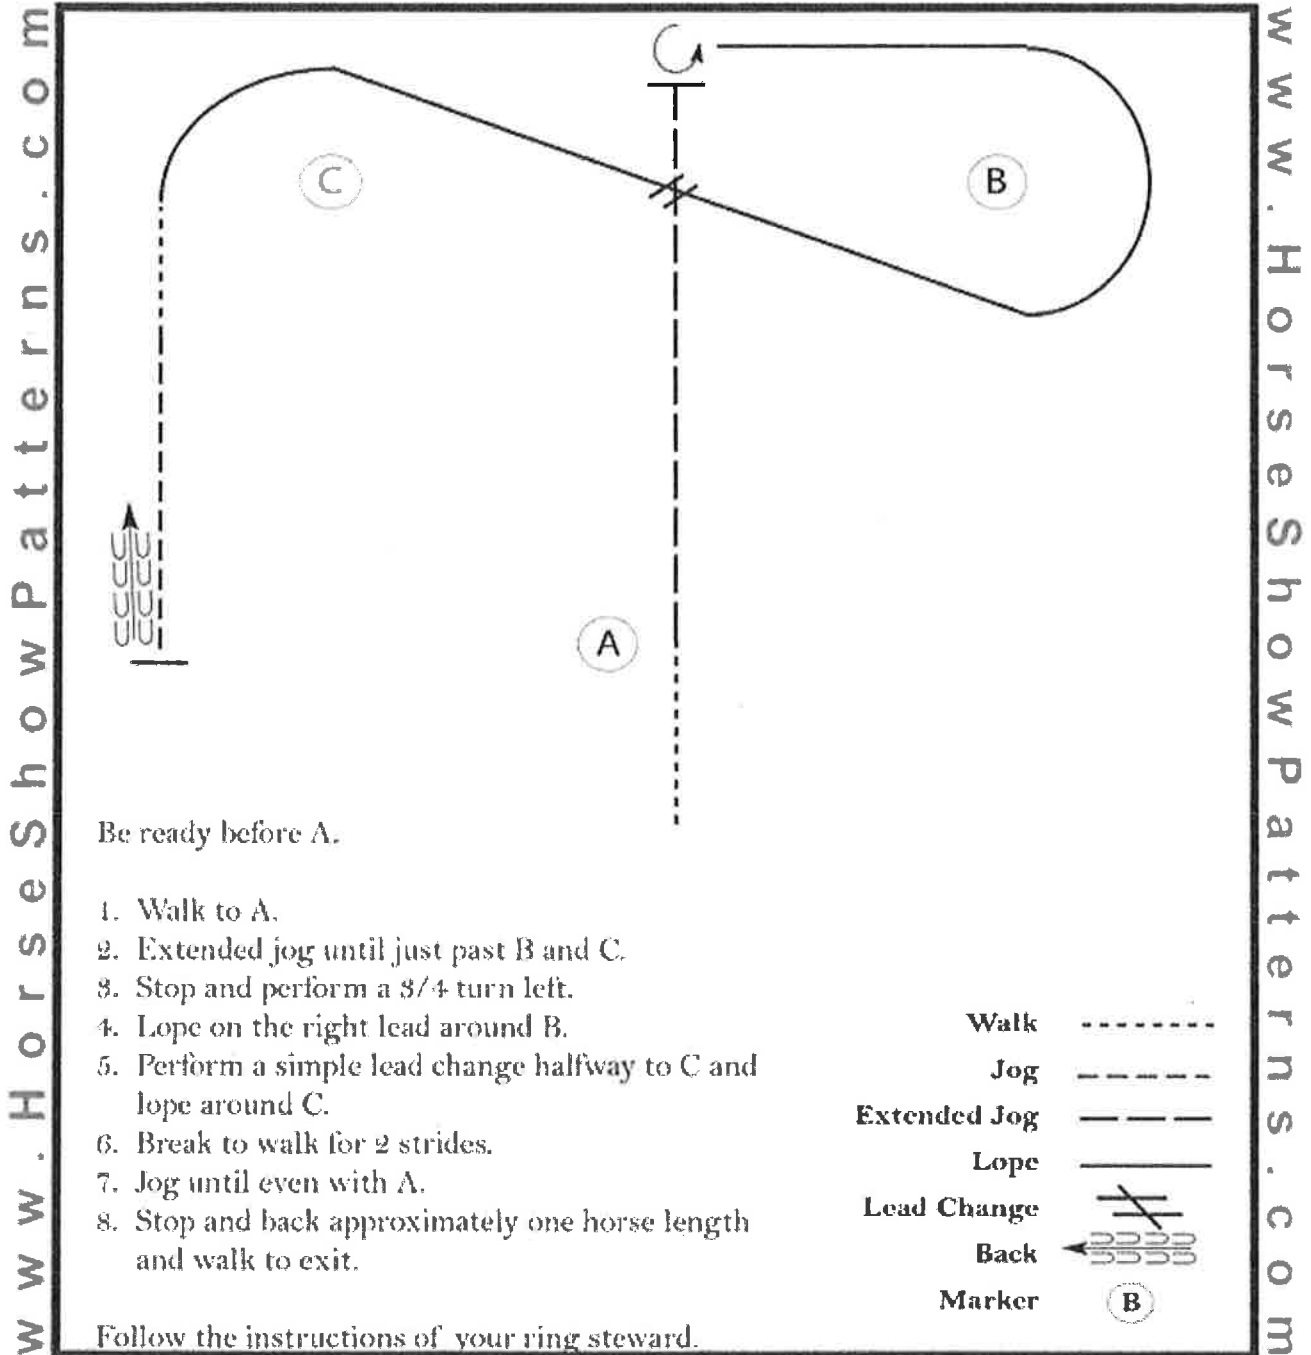 www.HorseShowPatterns.com
www.HorseShowPatterns.com
C
B
A
Be ready before A.
1. Walk to A.
2. Extended jog until just past B and C.
3. Stop and perform a 3/4 turn left.
4. Lope on the right lead around B.
5. Perform a simple lead change halfway to C and
lope around C.
6. Break to walk for 2 strides.
7. Jog until even with A.
8. Stop and back approximately one horse length
and walk to exit.
Follow the instructions of your ring steward.
Walk
Jog
Extended Jog
Lope
Lead Change
Back
Marker B